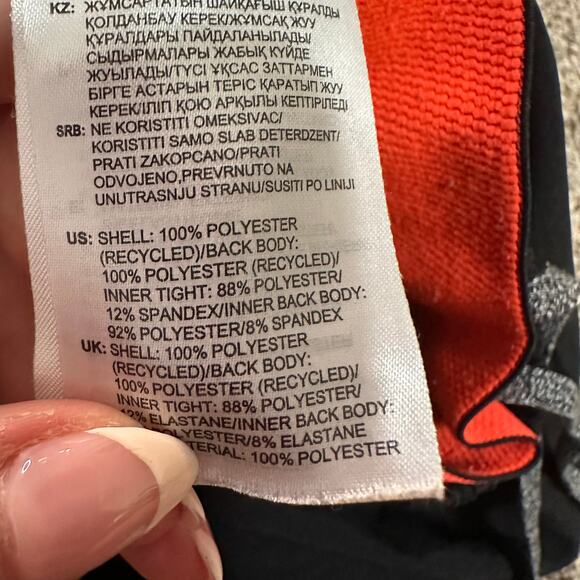 KZ: ЖҰМСАРТАТЫН ШАЙҚАҒЫШ ҚҰРАЛДЫ
ҚОЛДАНБАУ КЕРЕК/ЖҰМСАҚ ЖУУ
ҚҰРАЛДАРЫ ПАЙДАЛАНЫЛАДЫ/
СЫДЫРМАЛАРЫ ЖАБЫҚ КҮЙДЕ
ЖУЫЛАДЫ/ТҮСІ ҰҚСАС ЗАТТАРМЕН
БІРГЕ АСТАРЫН ТЕРІС ҚАРАТЫП ЖУУ
КЕРЕК/ІЛІП ҚОЮ АРҚЫЛЫ КЕПТІРІЛЕДІ
SRB: NE KORISTITI OMEKSIVAC/
KORISTITI SAMO SLAB DETERDZENT/
PRATI ZAKOPCANO/PRATI
ODVOJENO,PREVRNUTO NA
UNUTRASNJU STRANU/SUSITI PO LINIJI
US: SHELL: 100% POLYESTER
(RECYCLED)/BACK BODY:
100% POLYESTER (RECYCLED)/
INNER TIGHT: 88% POLYESTER/
12% SPANDEX/INNER BACK BODY:
92% POLYESTER/8% SPANDEX
UK: SHELL: 100% POLYESTER
(RECYCLED)/BACK BODY:
100% POLYESTER (RECYCLED)/
INNER TIGHT: 88% POLYESTER/
12% ELASTANE/INNER BACK BODY:
POLYESTER/8% ELASTANE
100% POLYESTER